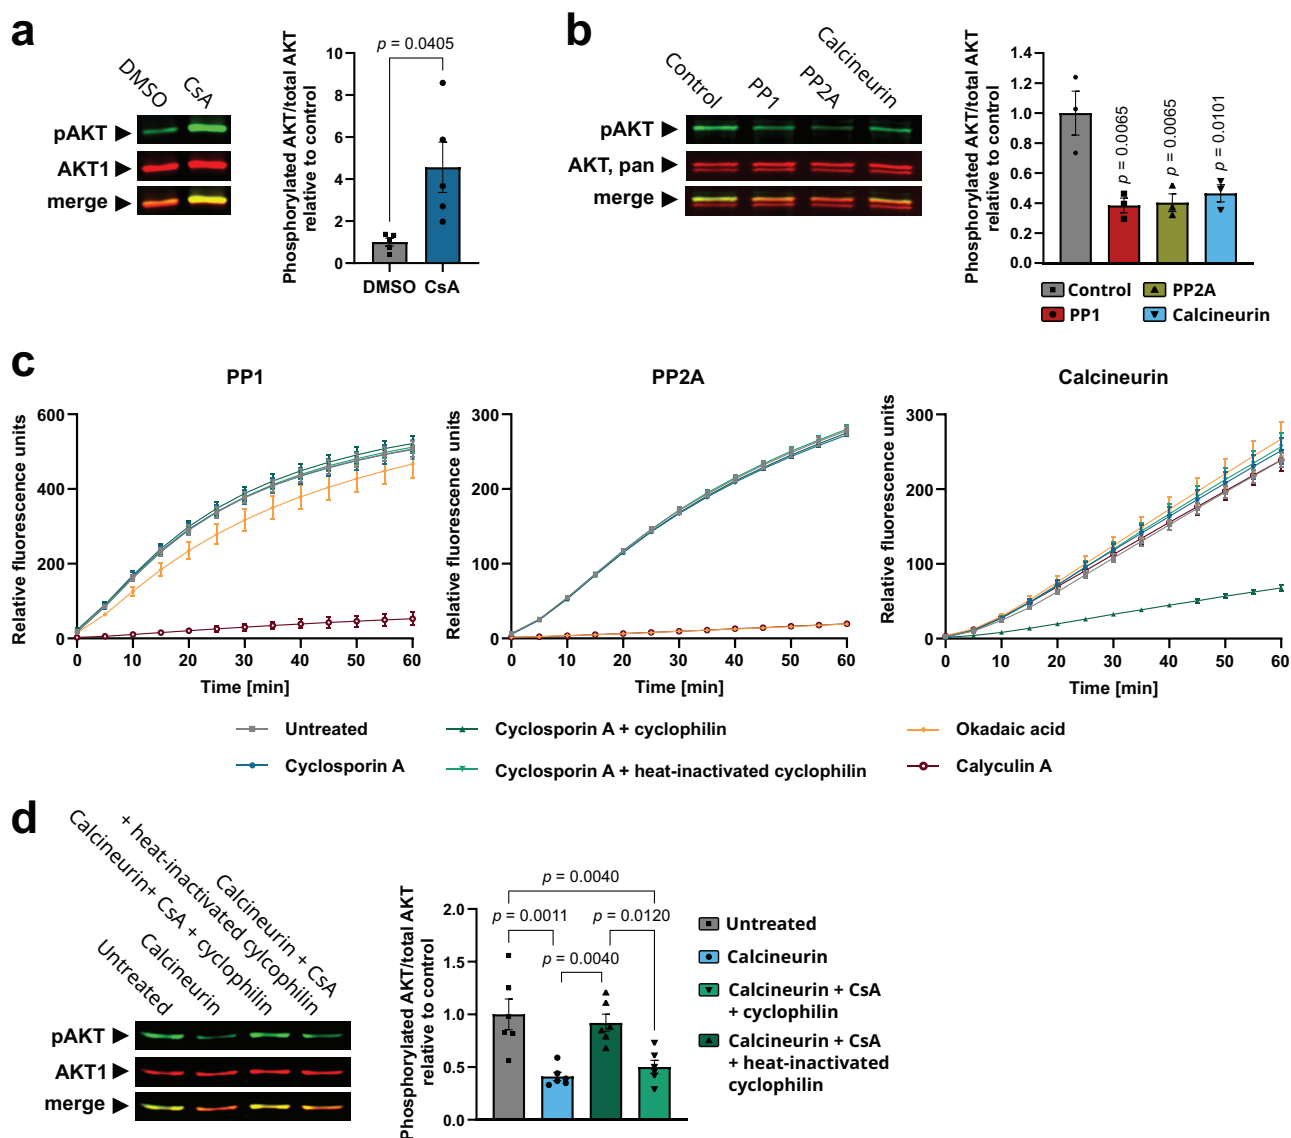 a
DMSO
CsA
pAKT
AKT1
merge
Phosphorylated AKT/total AKT
relative to control
10
8
6
4
2
0
p = 0.0405
DMSO CsA
b
Control
PP1
PP2A
Calcineurin
pAKT
AKT, pan
merge
Phosphorylated AKT/total AKT
relative to control
1.4
1.2
1.0
0.8
0.6
0.4
0.2
0.0
p = 0.0065
p = 0.0065
p = 0.0101
Control
PP2A
PP1
Calcineurin
c
PP1
Relative fluorescence units
600
400
200
0
0 10 20 30 40 50 60
Time [min]
PP2A
Relative fluorescence units
300
200
100
0
0 10 20 30 40 50 60
Time [min]
Calcineurin
Relative fluorescence units
300
200
100
0
0 10 20 30 40 50 60
Time [min]
Untreated
Cyclosporin A + cyclophilin
Okadaic acid
Cyclosporin A
Cyclosporin A + heat-inactivated cyclophilin
Calyculin A
d
Untreated
Calcineurin
Calcineurin+ CsA + cyclophilin
+ heat-inactivated cylcophilin
Calcineurin + CsA
pAKT
AKT1
merge
Phosphorylated AKT/total AKT
relative to control
2.0
1.5
1.0
0.5
0.0
p = 0.0040
p = 0.0011
p = 0.0120
p = 0.0040
Untreated
Calcineurin
Calcineurin + CsA
+ cyclophilin
Calcineurin + CsA
+ heat-inactivated
cyclophilin